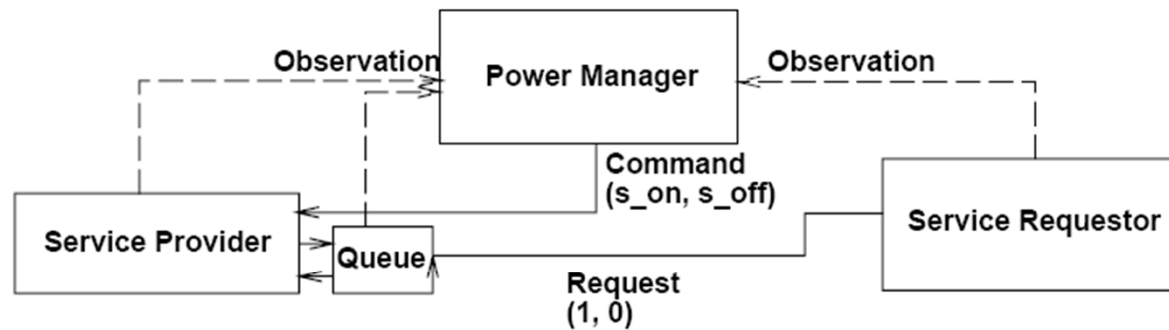 Observation
Power Manager
Observation
Command
(s_on, s_off)
Service Provider
Queue
Service Requestor
Request
(1, 0)